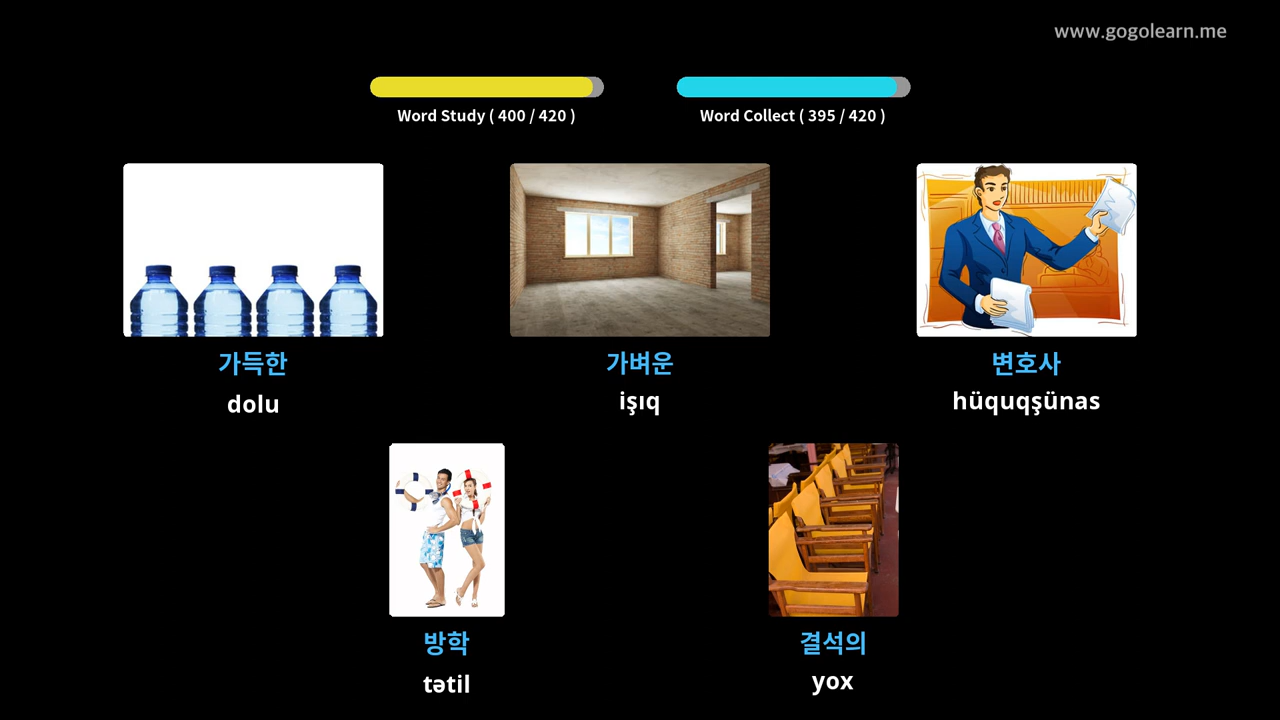 www.gogolearn.me
Word Study ( 400 / 420 )
Word Collect ( 395 / 420 )
가득한
가벼운
변호사
dolu
işıq
hüquqşünas
방학
결석의
tətil
yox